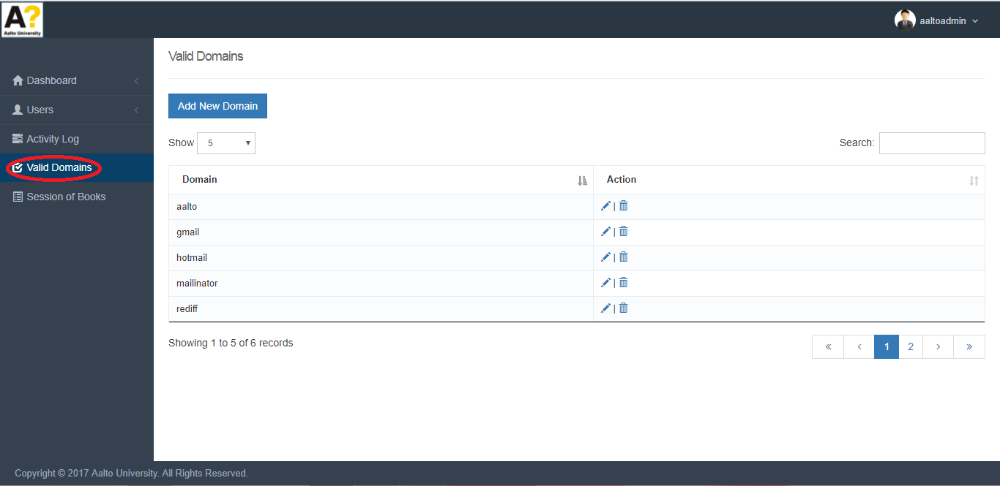 A?
Aalto University
aaltoadmin
Dashboard
Users
Activity Log
Valid Domains
Session of Books
Valid Domains
Add New Domain
Show 5
Search:
Domain Action
aalto |
gmail |
hotmail |
mailinator |
rediff |
Showing 1 to 5 of 6 records
« ‹ 1 2 › »
Copyright © 2017 Aalto University. All Rights Reserved.